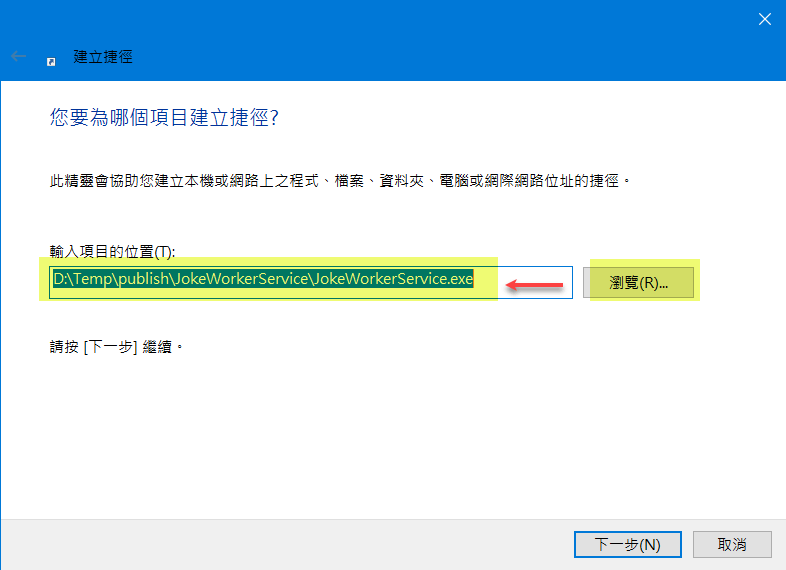 建立捷徑
您要為哪個項目建立捷徑?
此精靈會協助您建立本機或網路上之程式、檔案、資料夾、電腦或網際網路位址的捷徑。
輸入項目的位置(T):
D:\Temp\publish\JokeWorkerService\JokeWorkerService.exe
瀏覽(R)...
請按 [下一步] 繼續。
下一步(N)
取消